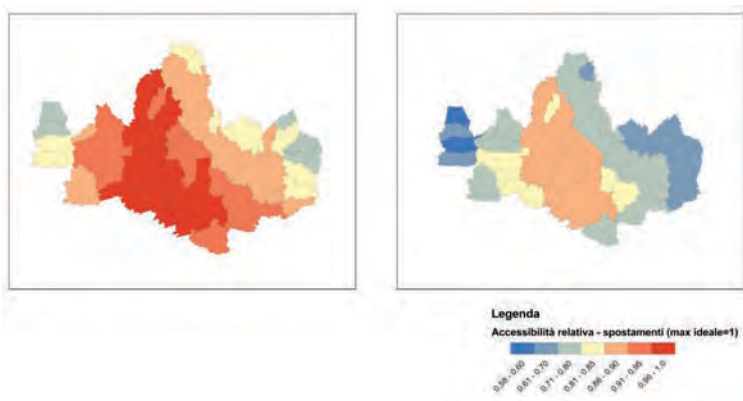 Legenda
Accessibilità relativa - spostamenti (max ideale=1)
0.56 - 0.60
0.61 - 0.70
0.71 - 0.80
0.81 - 0.85
0.86 - 0.90
0.91 - 0.95
0.96 - 1.0